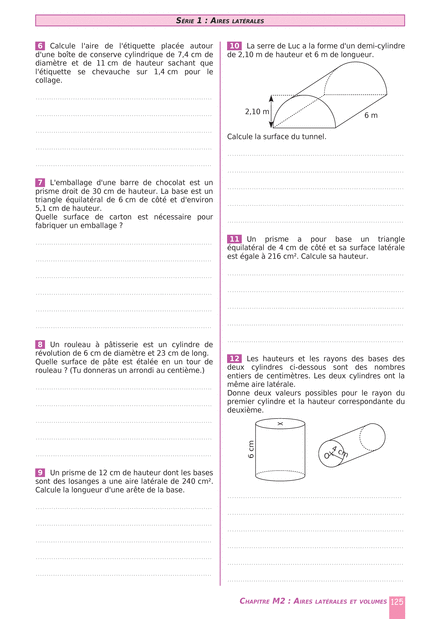 SÉRIE 1 : AIRES LATÉRALES
6 Calcule l'aire de l'étiquette placée autour
d'une boîte de conserve cylindrique de 7,4 cm de
diamètre et de 11 cm de hauteur sachant que
l'étiquette se chevauche sur 1,4 cm pour le
collage.
7 L'emballage d'une barre de chocolat est un
prisme droit de 30 cm de hauteur. La base est un
triangle équilatéral de 6 cm de côté et d'environ
5,1 cm de hauteur.
Quelle surface de carton est nécessaire pour
fabriquer un emballage ?
8 Un rouleau à pâtisserie est un cylindre de
révolution de 6 cm de diamètre et 23 cm de long.
Quelle surface de pâte est étalée en un tour de
rouleau ? (Tu donneras un arrondi au centième.)
9 Un prisme de 12 cm de hauteur dont les bases
sont des losanges a une aire latérale de 240 cm².
Calcule la longueur d'une arête de la base.
10 La serre de Luc a la forme d'un demi-cylindre
de 2,10 m de hauteur et 6 m de longueur.
2,10 m
6 m
Calcule la surface du tunnel.
11 Un prisme a pour base un triangle
équilatéral de 4 cm de côté et sa surface latérale
est égale à 216 cm². Calcule sa hauteur.
12 Les hauteurs et les rayons des bases des
deux cylindres ci-dessous sont des nombres
entiers de centimètres. Les deux cylindres ont la
même aire latérale.
Donne deux valeurs possibles pour le rayon du
premier cylindre et la hauteur correspondante du
deuxième.
6 cm
O
4 cm
CHAPITRE M2 : AIRES LATÉRALES ET VOLUMES 125